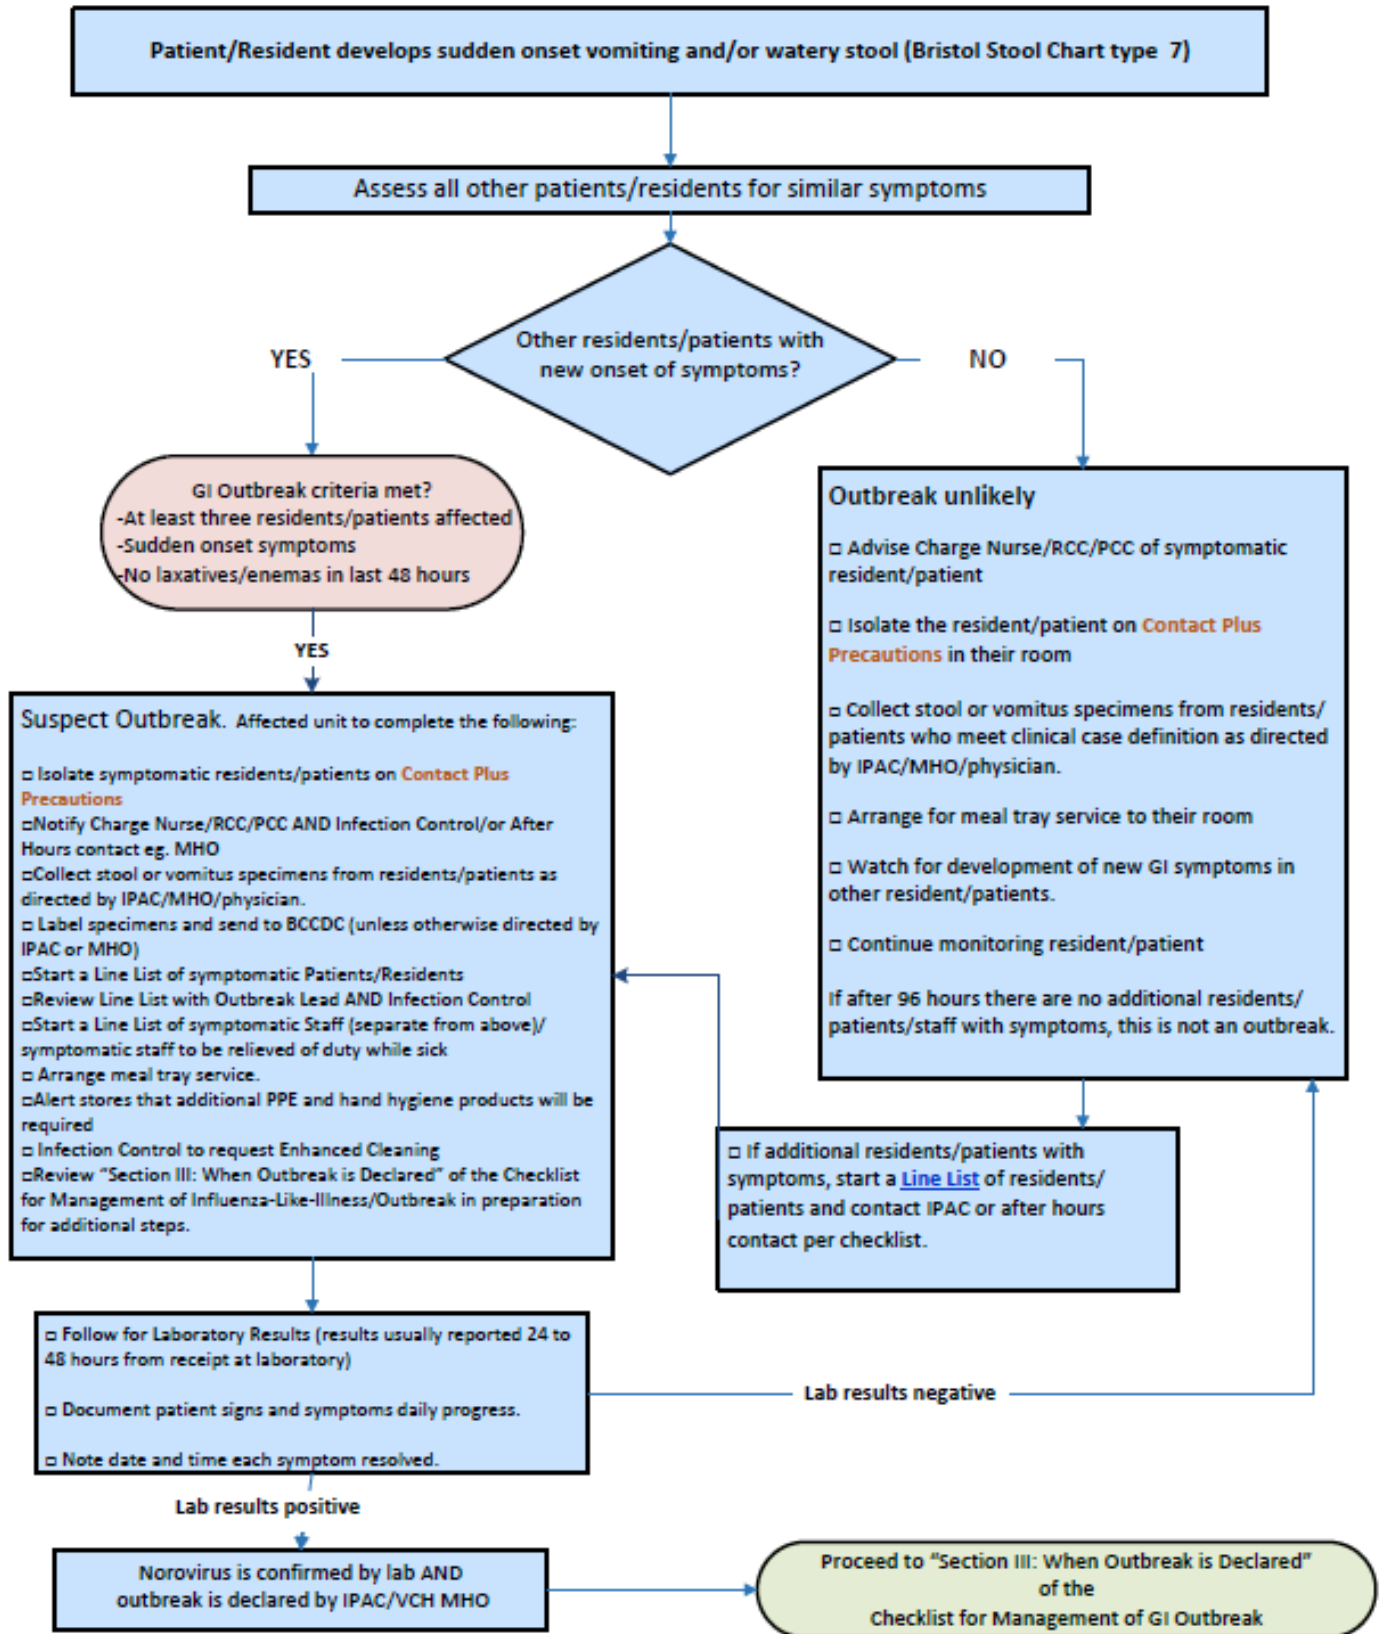 Patient/Resident develops sudden onset vomiting and/or watery stool (Bristol Stool Chart type 7)
Assess all other patients/residents for similar symptoms
Other residents/patients with
new onset of symptoms?
YES
NO
GI Outbreak criteria met?
-At least three residents/patients affected
-Sudden onset symptoms
-No laxatives/enemas in last 48 hours
YES
Suspect Outbreak. Affected unit to complete the following:
□ Isolate symptomatic residents/patients on Contact Plus
Precautions
□Notify Charge Nurse/RCC/PCC AND Infection Control/or After
Hours contact eg. MHO
□Collect stool or vomitus specimens from residents/patients as
directed by IPAC/MHO/physician.
□ Label specimens and send to BCCDC (unless otherwise directed by
IPAC or MHO)
□Start a Line List of symptomatic Patients/Residents
□Review Line List with Outbreak Lead AND Infection Control
□Start a Line List of symptomatic Staff (separate from above)/
symptomatic staff to be relieved of duty while sick
□ Arrange meal tray service.
□Alert stores that additional PPE and hand hygiene products will be
required
□ Infection Control to request Enhanced Cleaning
□Review “Section III: When Outbreak is Declared” of the Checklist
for Management of Influenza-Like-Illness/Outbreak in preparation
for additional steps.
Outbreak unlikely
□ Advise Charge Nurse/RCC/PCC of symptomatic
resident/patient
□ Isolate the resident/patient on Contact Plus
Precautions in their room
□ Collect stool or vomitus specimens from residents/
patients who meet clinical case definition as directed
by IPAC/MHO/physician.
□ Arrange for meal tray service to their room
□ Watch for development of new GI symptoms in
other resident/patients.
□ Continue monitoring resident/patient
If after 96 hours there are no additional residents/
patients/staff with symptoms, this is not an outbreak.
□ If additional residents/patients with
symptoms, start a Line List of residents/
patients and contact IPAC or after hours
contact per checklist.
□ Follow for Laboratory Results (results usually reported 24 to
48 hours from receipt at laboratory)
□ Document patient signs and symptoms daily progress.
□ Note date and time each symptom resolved.
Lab results negative
Lab results positive
Norovirus is confirmed by lab AND
outbreak is declared by IPAC/VCH MHO
Proceed to “Section III: When Outbreak is Declared”
of the
Checklist for Management of GI Outbreak